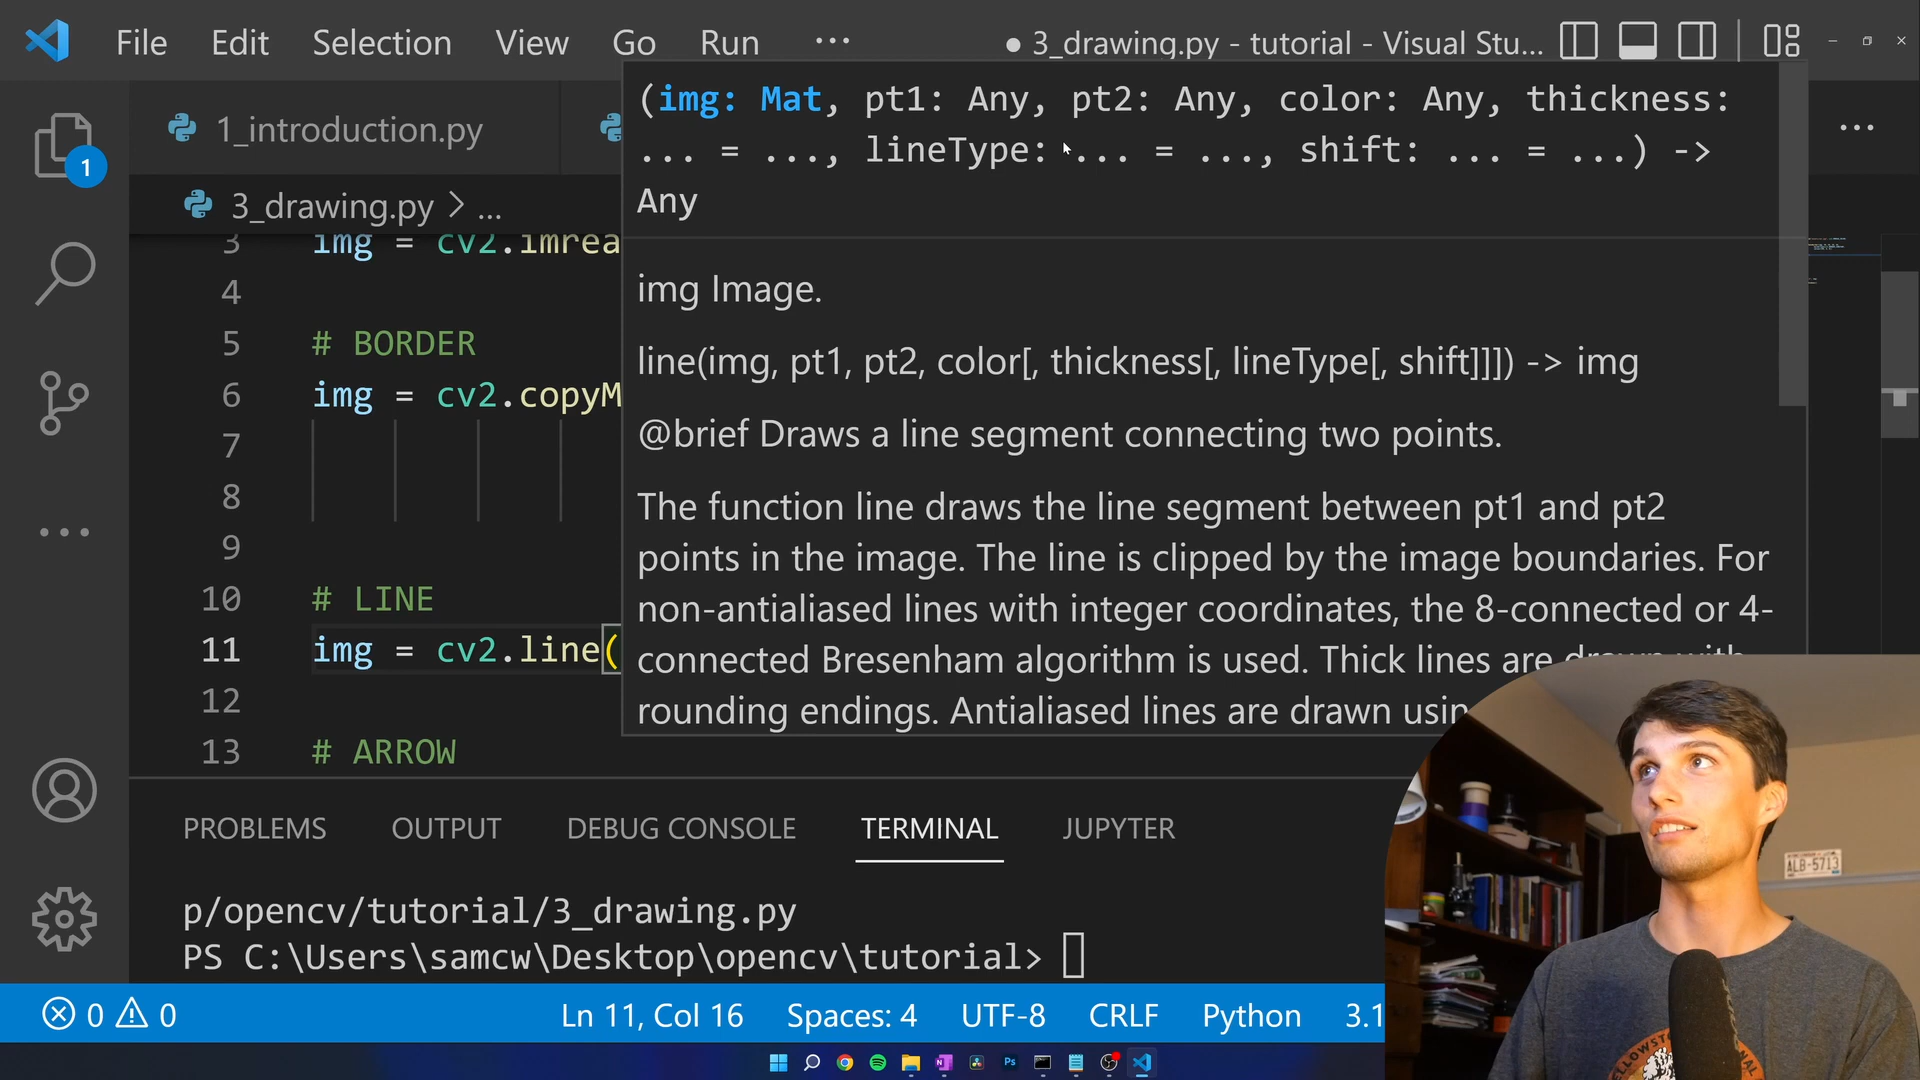 File Edit Selection View Go Run ... ● 3_drawing.py - tutorial - Visual Stu...
1_introduction.py
3_drawing.py > ...
(img: Mat, pt1: Any, pt2: Any, color: Any, thickness:
... = ..., lineType: ... = ..., shift: ... = ...) ->
Any
img Image.
line(img, pt1, pt2, color[, thickness[, lineType[, shift]]]) -> img
@brief Draws a line segment connecting two points.
The function line draws the line segment between pt1 and pt2
points in the image. The line is clipped by the image boundaries. For
non-antialiased lines with integer coordinates, the 8-connected or 4-
connected Bresenham algorithm is used. Thick lines are drawn with
rounding endings. Antialiased lines are drawn usin
1
3 img = cv2.imrea
4
5 # BORDER
6 img = cv2.copyM
7
8
9
10 # LINE
11 img = cv2.line(
12
13 # ARROW
PROBLEMS OUTPUT DEBUG CONSOLE TERMINAL JUPYTER
p/opencv/tutorial/3_drawing.py
PS C:\Users\samcw\Desktop\opencv\tutorial>
0 0 Ln 11, Col 16 Spaces: 4 UTF-8 CRLF Python 3.1
ALB-5713
Ps